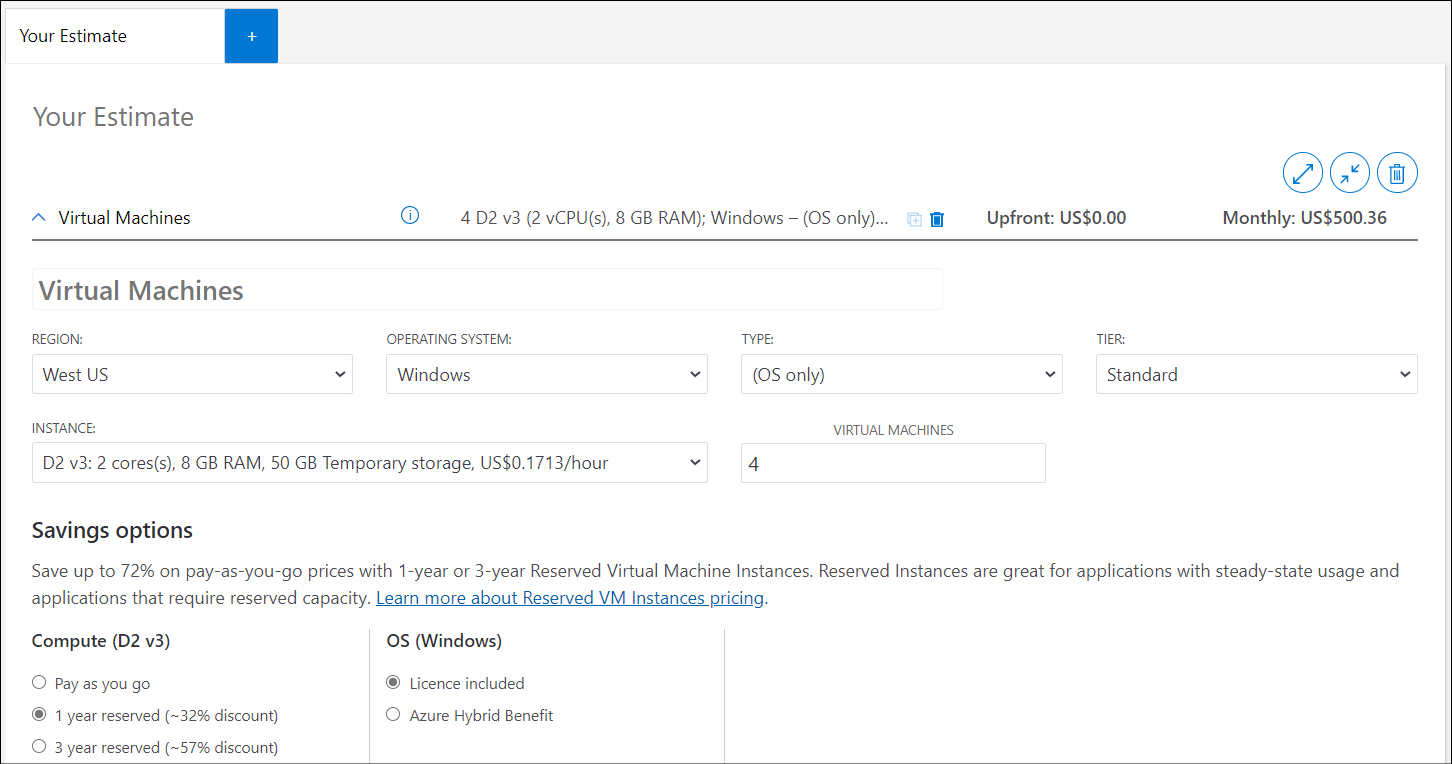 Your Estimate
+
Your Estimate
Virtual Machines
4 D2 v3 (2 vCPU(s), 8 GB RAM); Windows – (OS only)...
Upfront: US$0.00
Monthly: US$500.36
Virtual Machines
REGION:
OPERATING SYSTEM:
TYPE:
TIER:
West US
Windows
(OS only)
Standard
INSTANCE:
VIRTUAL MACHINES
D2 v3: 2 cores(s), 8 GB RAM, 50 GB Temporary storage, US$0.1713/hour
4
Savings options
Save up to 72% on pay-as-you-go prices with 1-year or 3-year Reserved Virtual Machine Instances. Reserved Instances are great for applications with steady-state usage and
applications that require reserved capacity. Learn more about Reserved VM Instances pricing.
Compute (D2 v3)
Pay as you go
1 year reserved (~32% discount)
3 year reserved (~57% discount)
OS (Windows)
Licence included
Azure Hybrid Benefit